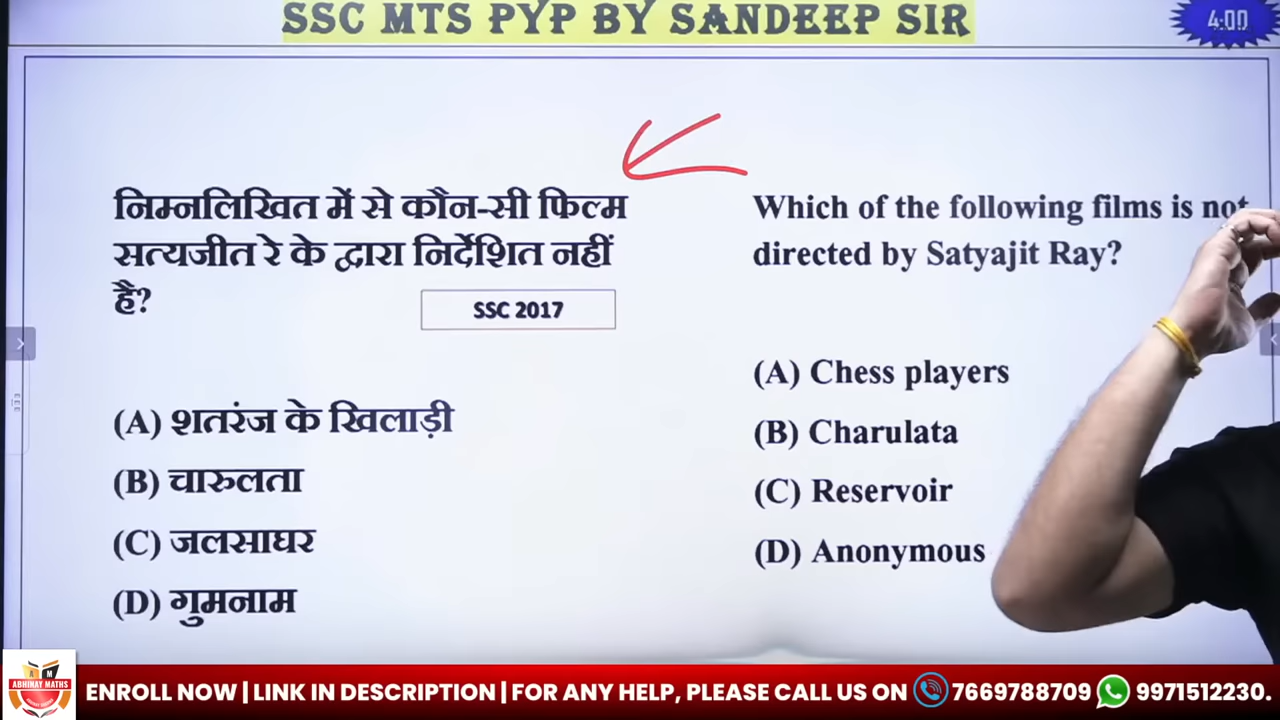 SSC MTS PYP BY SANDEEP SIR
4:00
निम्नलिखित में से कौन-सी फिल्म
सत्यजीत रे के द्वारा निर्देशित नहीं
है?
SSC 2017
(A) शतरंज के खिलाड़ी
(B) चारुलता
(C) जलसाघर
(D) गुमनाम
Which of the following films is not
directed by Satyajit Ray?
(A) Chess players
(B) Charulata
(C) Reservoir
(D) Anonymous
ABHINAY MATHS
ENROLL NOW | LINK IN DESCRIPTION | FOR ANY HELP, PLEASE CALL US ON 7669788709 9971512230.